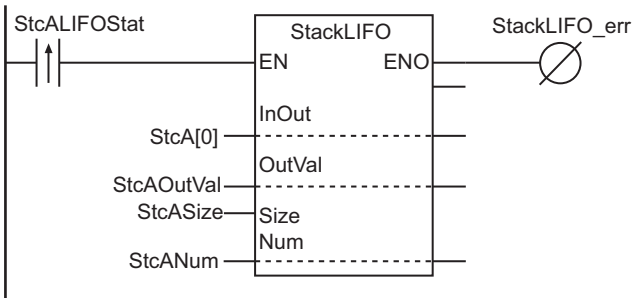 StcALIFOStat
StackLIFO
StackLIFO_err
EN
ENO
InOut
StcA[0]
OutVal
StcAOutVal
StcASize
Size
Num
StcANum